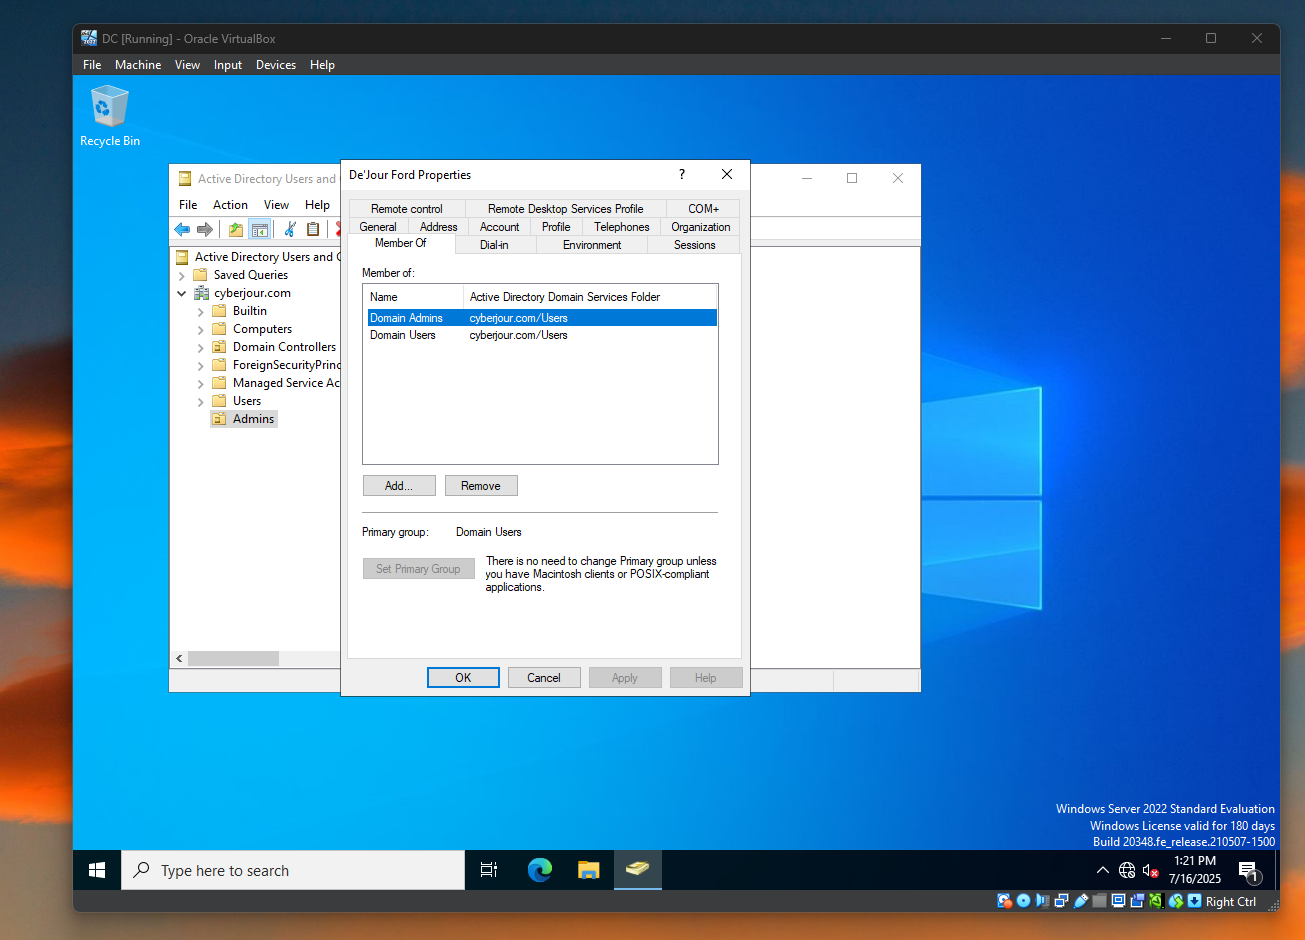 DC [Running] - Oracle VirtualBox
File Machine View Input Devices Help
Recycle Bin
Active Directory Users and
File Action View Help
Active Directory Users and C
Saved Queries
cyberjour.com
Builtin
Computers
Domain Controllers
ForeignSecurityPrinc
Managed Service Ac
Users
Admins
De'Jour Ford Properties
?
Remote control Remote Desktop Services Profile COM+
General Address Account Profile Telephones Organization
Member Of Dial-in Environment Sessions
Member of:
Name Active Directory Domain Services Folder
Domain Admins cyberjour.com/Users
Domain Users cyberjour.com/Users
Add... Remove
Primary group: Domain Users
Set Primary Group
There is no need to change Primary group unless
you have Macintosh clients or POSIX-compliant
applications.
OK Cancel Apply Help
Windows Server 2022 Standard Evaluation
Windows License valid for 180 days
Build 20348.fe_release.210507-1500
Type here to search
1:21 PM
7/16/2025
1
Right Ctrl